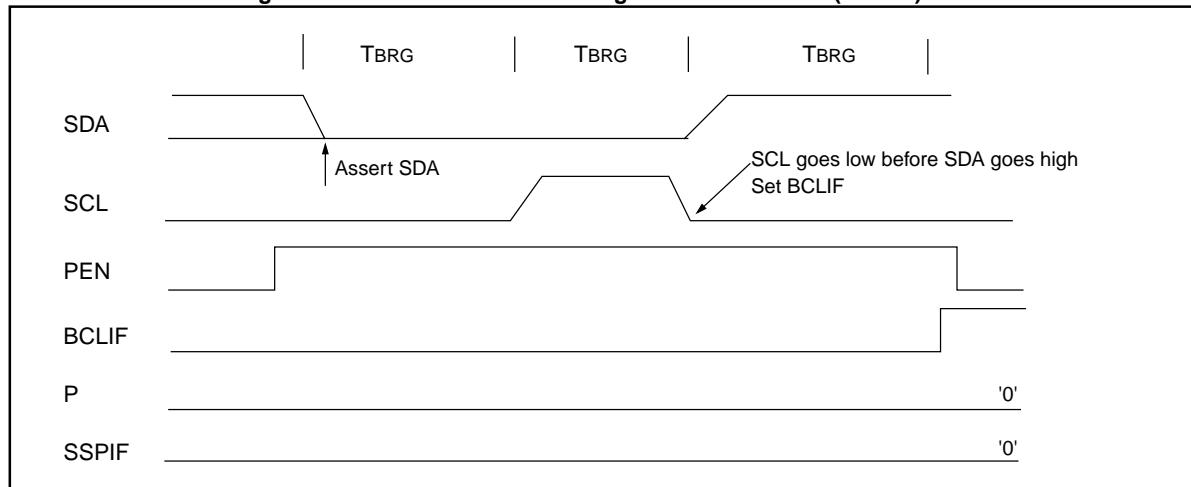 TBRG TBRG TBRG
SDA
Assert SDA
SCL goes low before SDA goes high
Set BCLIF
SCL
PEN
BCLIF
P '0'
SSPIF '0'